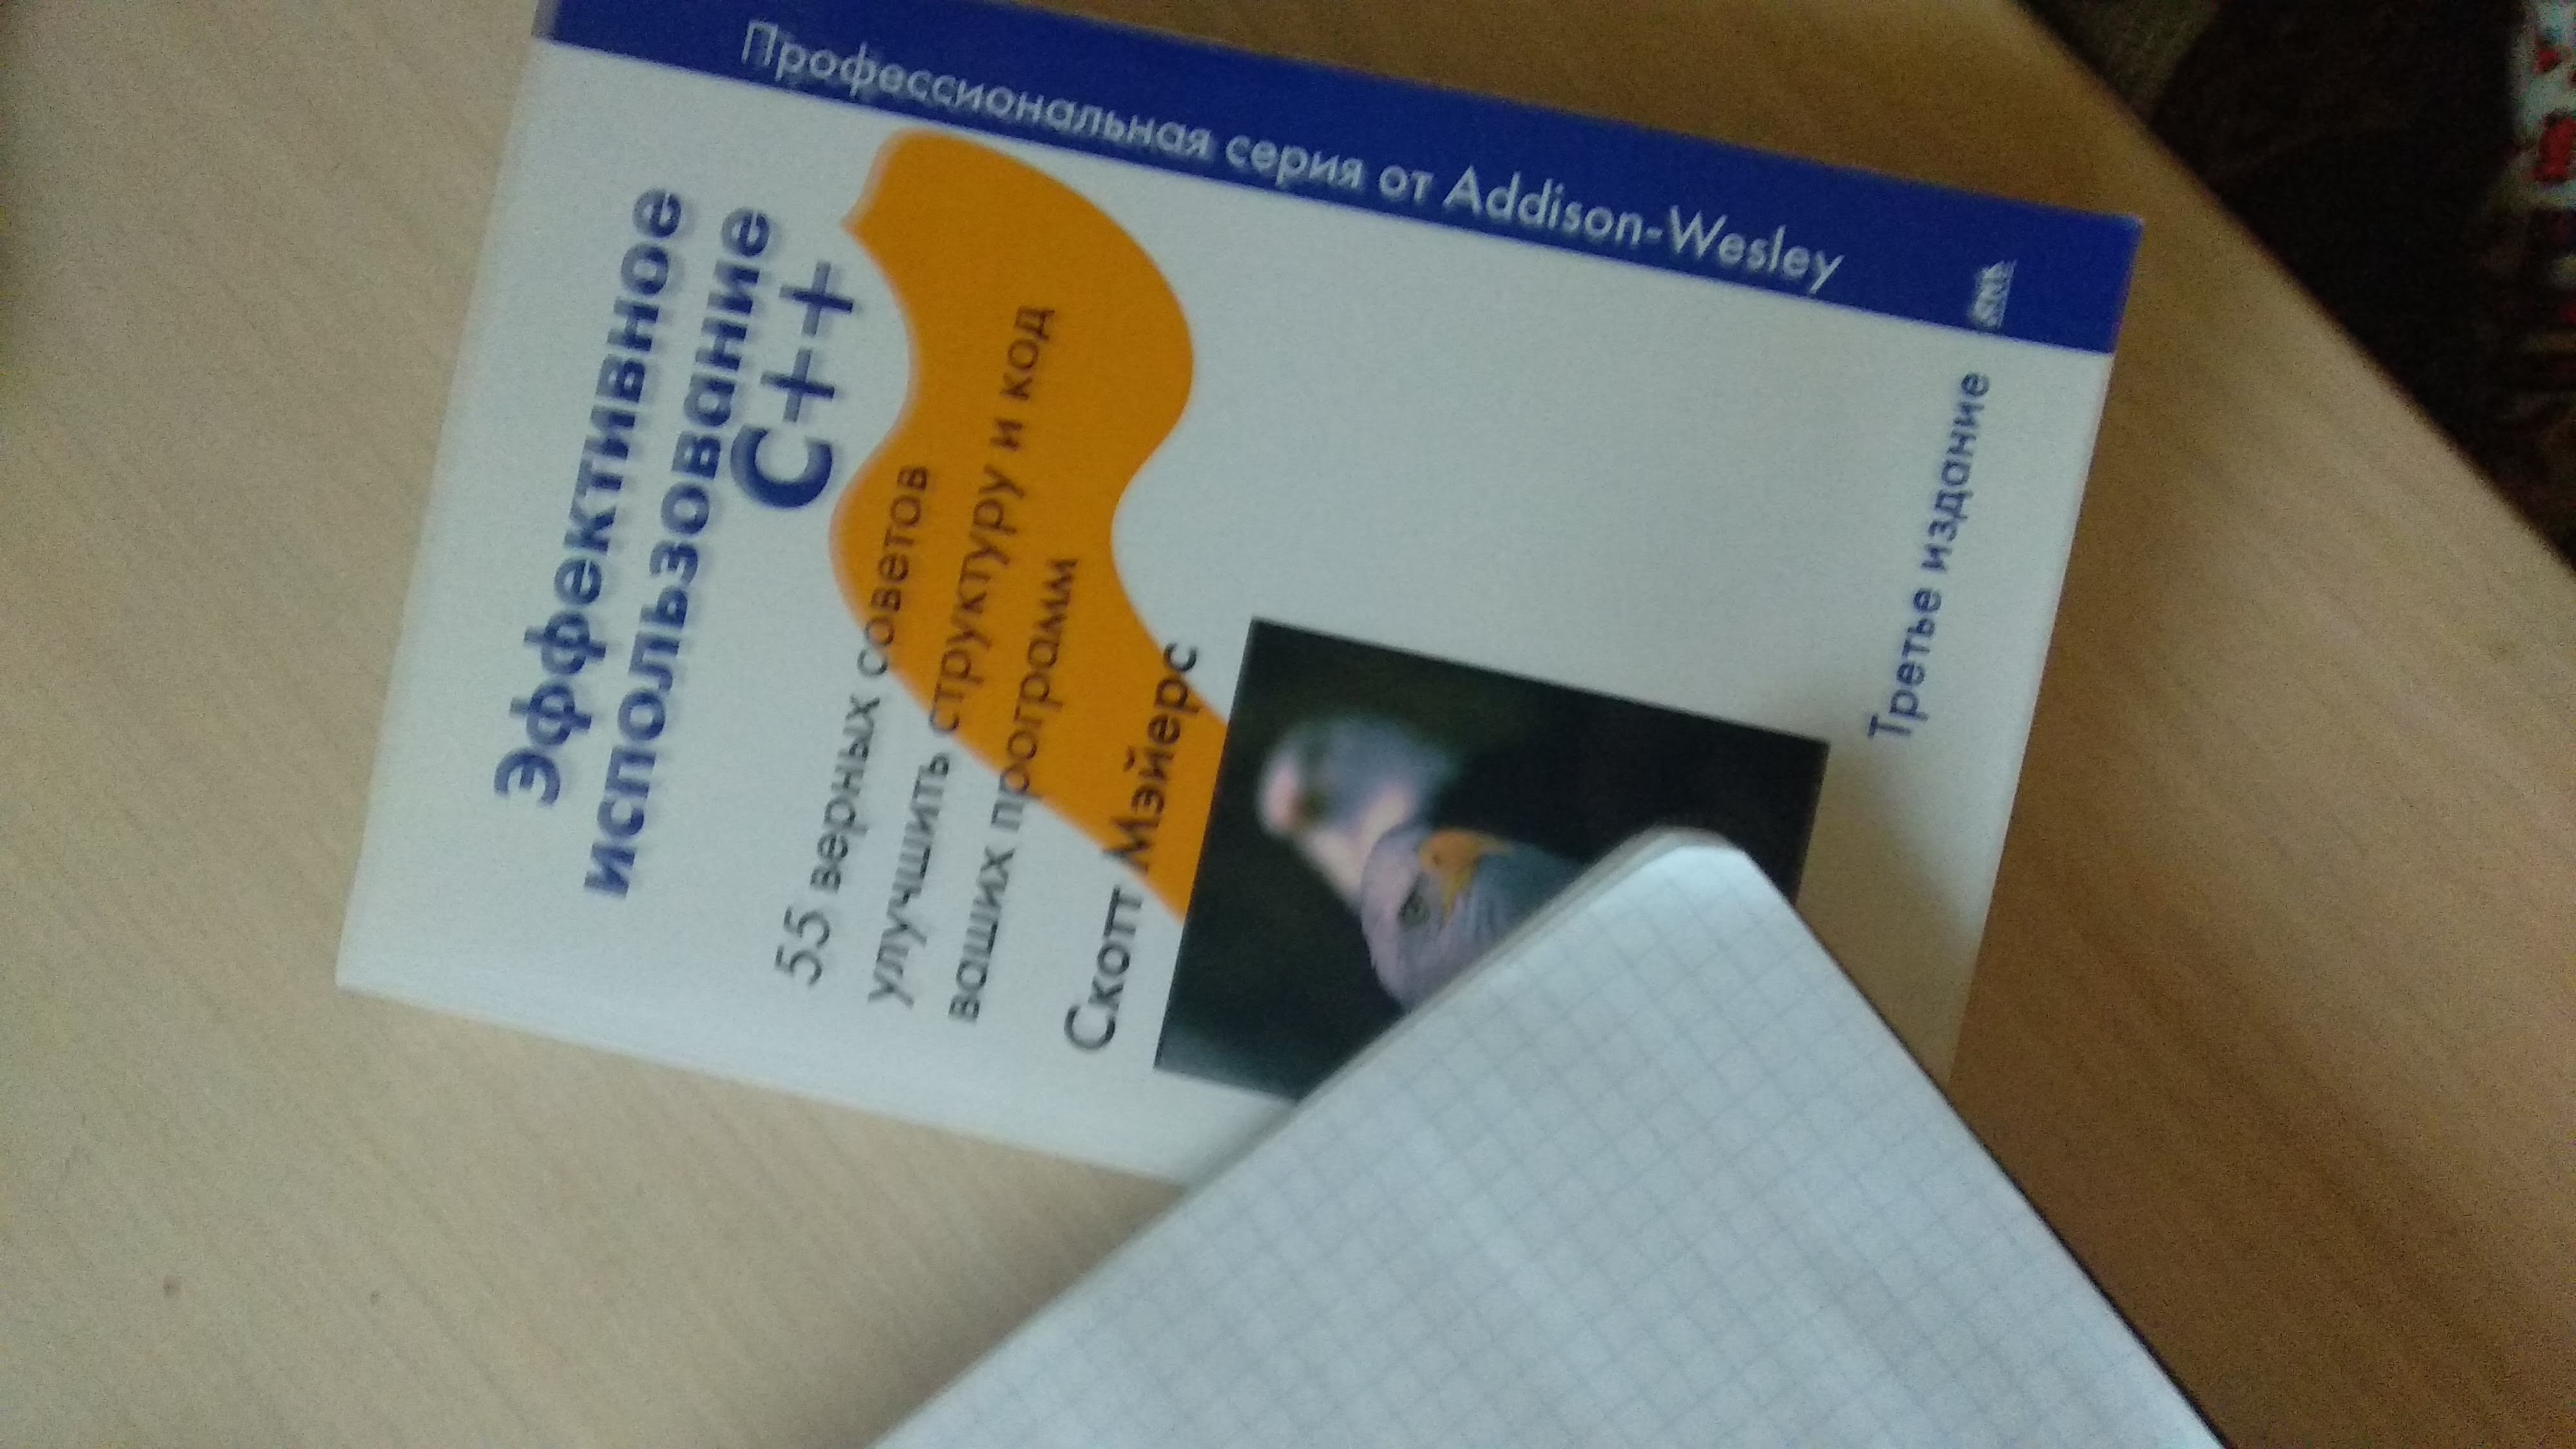 Профессиональная серия от Addison-Wesley
Эффективное
использование
C++
55 верных советов
улучшить структуру и код
ваших программ
Скотт Мэйерс
Третье издание